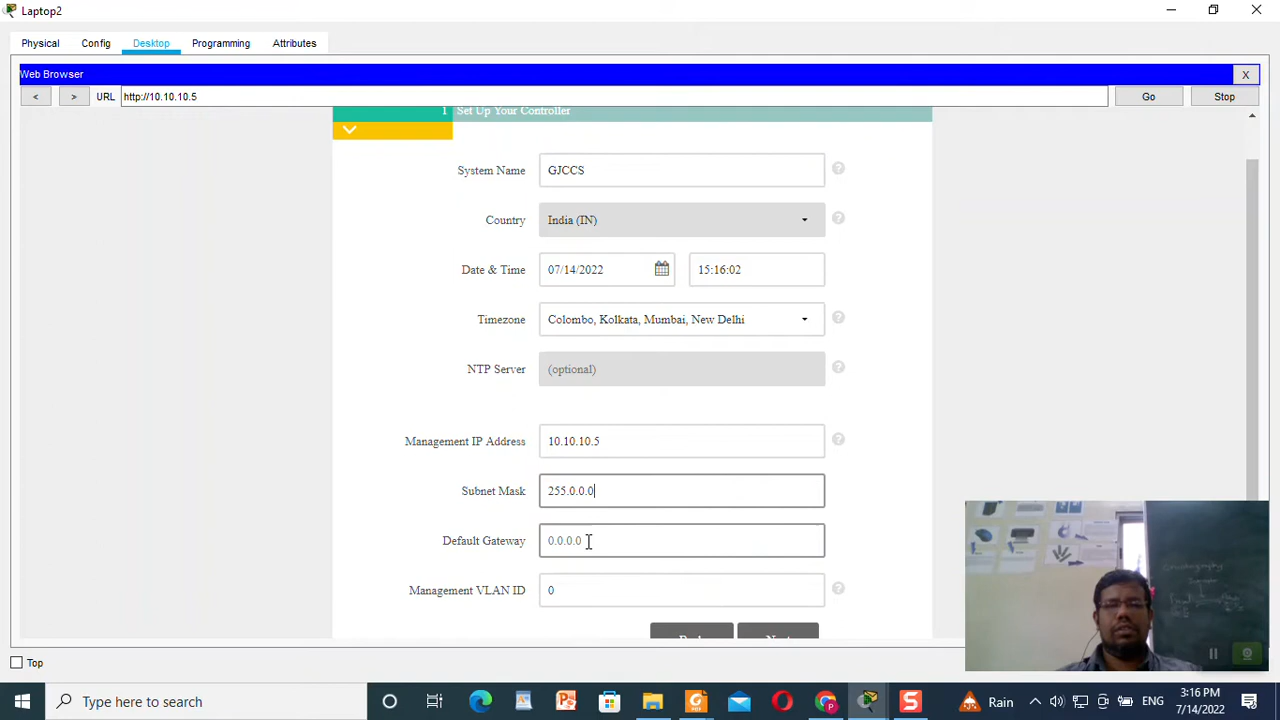 Laptop2
Physical Config Desktop Programming Attributes
Web Browser X
< > URL http://10.10.10.5 Go Stop
1 Set Up Your Controller
System Name GJCCS ?
Country India (IN) ?
Date & Time 07/14/2022 15:16:02
Timezone Colombo, Kolkata, Mumbai, New Delhi ?
NTP Server (optional) ?
Management IP Address 10.10.10.5 ?
Subnet Mask 255.0.0.0
Default Gateway 0.0.0.0
Management VLAN ID 0 ?
Top
Type here to search
Rain ENG 3:16 PM
7/14/2022